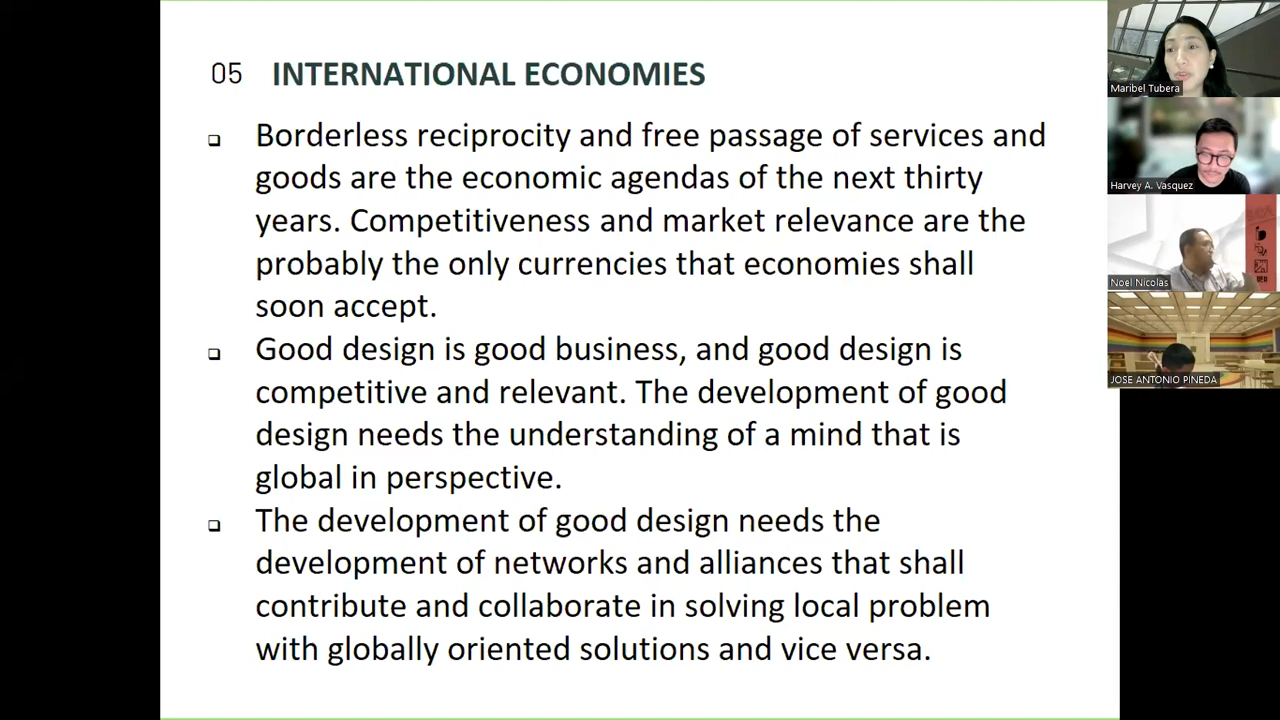 05 INTERNATIONAL ECONOMIES
Borderless reciprocity and free passage of services and
goods are the economic agendas of the next thirty
years. Competitiveness and market relevance are the
probably the only currencies that economies shall
soon accept.
Good design is good business, and good design is
competitive and relevant. The development of good
design needs the understanding of a mind that is
global in perspective.
The development of good design needs the
development of networks and alliances that shall
contribute and collaborate in solving local problem
with globally oriented solutions and vice versa.
Maribel Tubera
Harvey A. Vasquez
Noel Nicolas
JOSE ANTONIO PINEDA